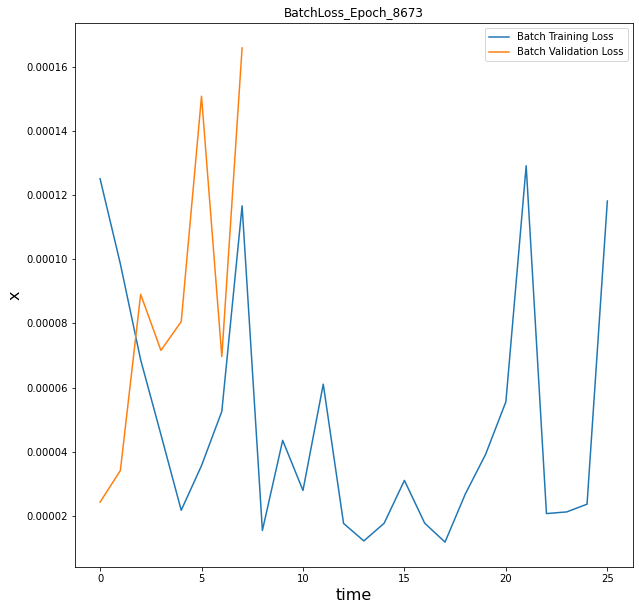 BatchLoss_Epoch_8673
Batch Training Loss
Batch Validation Loss
0.00016
0.00014
0.00012
0.00010
0.00008
0.00006
0.00004
0.00002
x
0 5 10 15 20 25
time